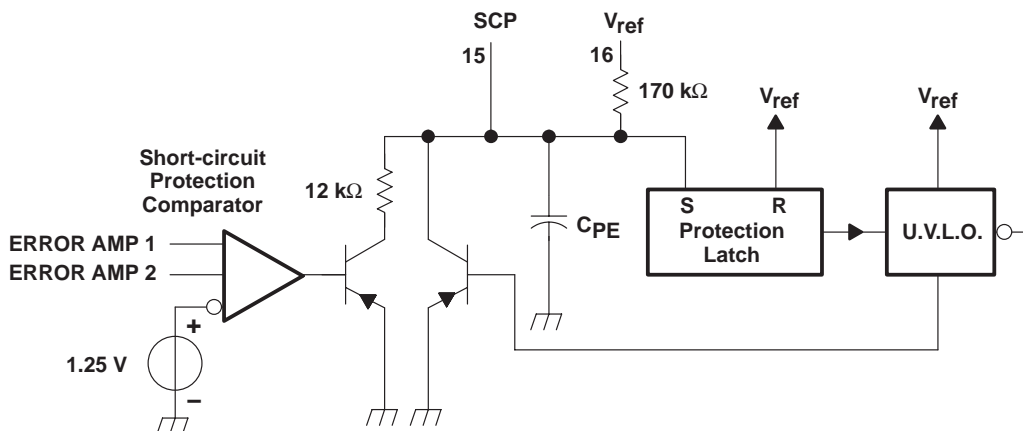 SCP
15
Vref
16
170 kΩ
Vref
Vref
Short-circuit
Protection
Comparator
12 kΩ
CPE
S
R
Protection
Latch
U.V.L.O.
ERROR AMP 1
ERROR AMP 2
+
1.25 V
−